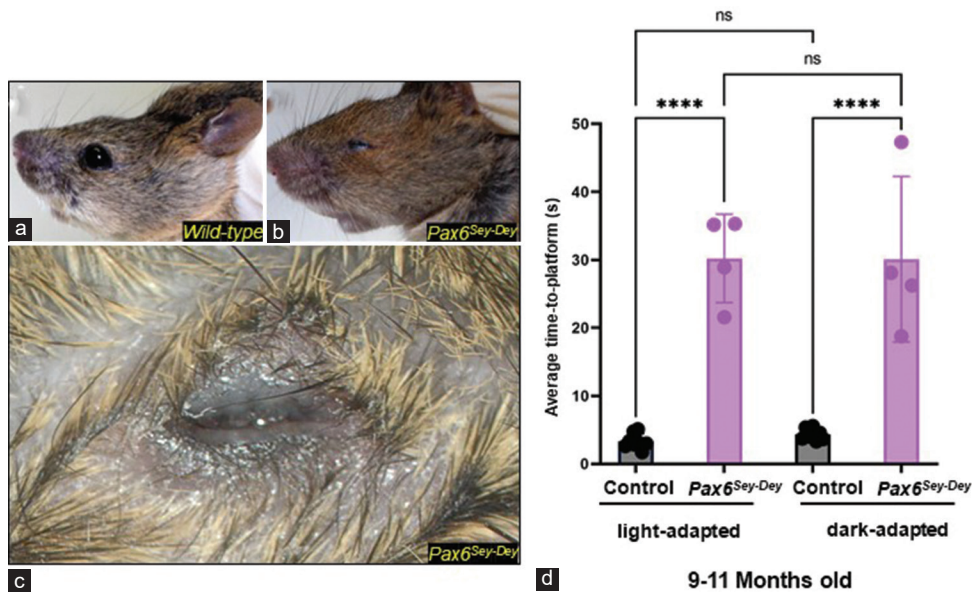 a
Wild-type
b
Pax6Sey-Dey
c
Pax6Sey-Dey
d
ns
ns
****
****
Average time-to-platform (s)
50
40
30
20
10
0
Control Pax6Sey-Dey Control Pax6Sey-Dey
light-adapted dark-adapted
9-11 Months old